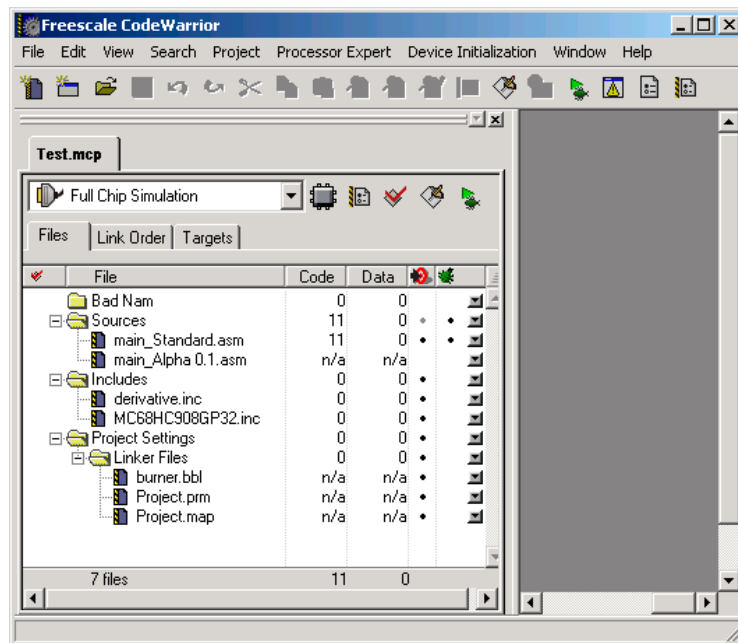 Freescale CodeWarrior
File Edit View Search Project Processor Expert Device Initialization Window Help
Test.mcp
Full Chip Simulation
Files Link Order Targets
File Code Data
Bad Nam 0 0
Sources 11 0
main_Standard.asm 11 0
main_Alpha 0.1.asm n/a n/a
Includes 0 0
derivative.inc 0 0
MC68HC908GP32.inc 0 0
Project Settings 0 0
Linker Files 0 0
burner.bbl n/a n/a
Project.prm n/a n/a
Project.map n/a n/a
7 files 11 0